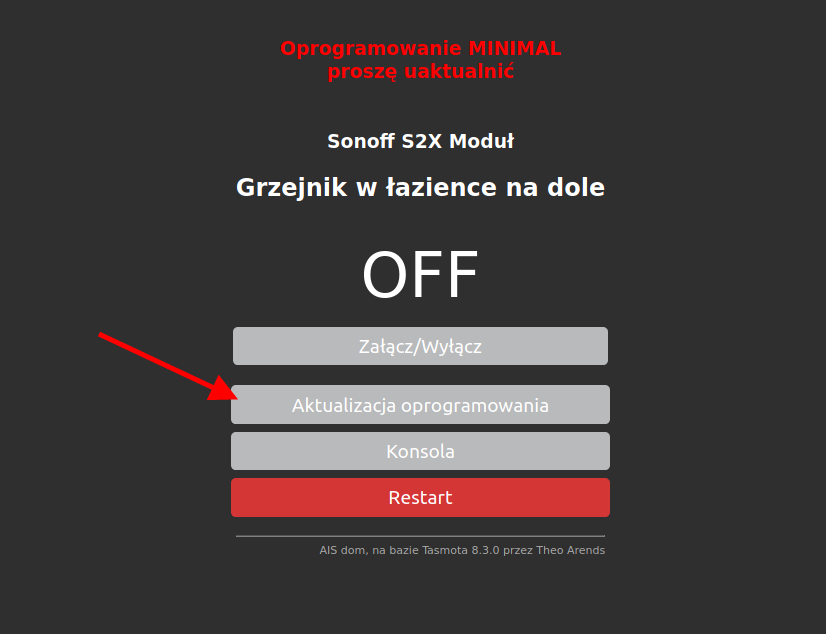 Oprogramowanie MINIMAL
proszę uaktualnić
Sonoff S2X Moduł
Grzejnik w łazience na dole
OFF
Załącz/Wyłącz
Aktualizacja oprogramowania
Konsola
Restart
AIS dom, na bazie Tasmota 8.3.0 przez Theo Arends